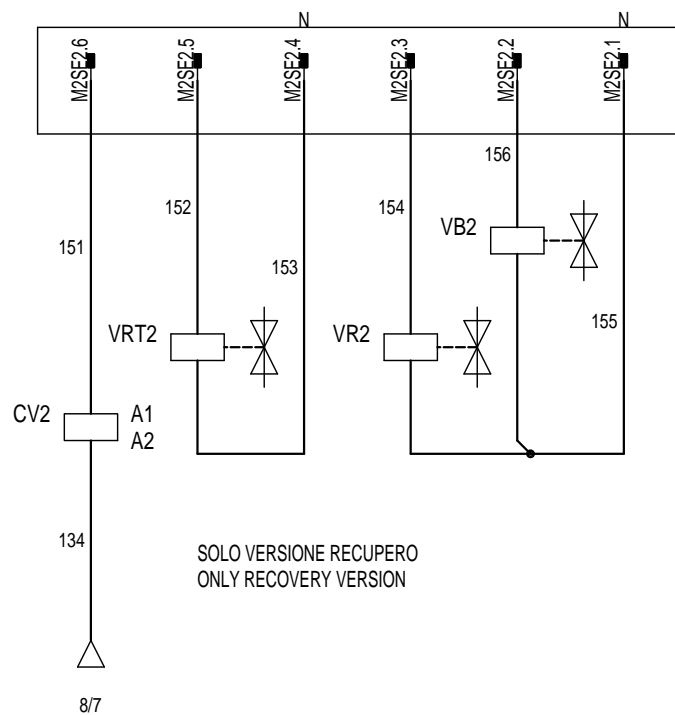 N
N
M2SE2.6
M2SE2.5
M2SE2.4
M2SE2.3
M2SE2.2
M2SE2.1
156
152
154
VB2
151
153
155
VRT2
VR2
CV2
A1
A2
134
SOLO VERSIONE RECUPERO
ONLY RECOVERY VERSION
8/7